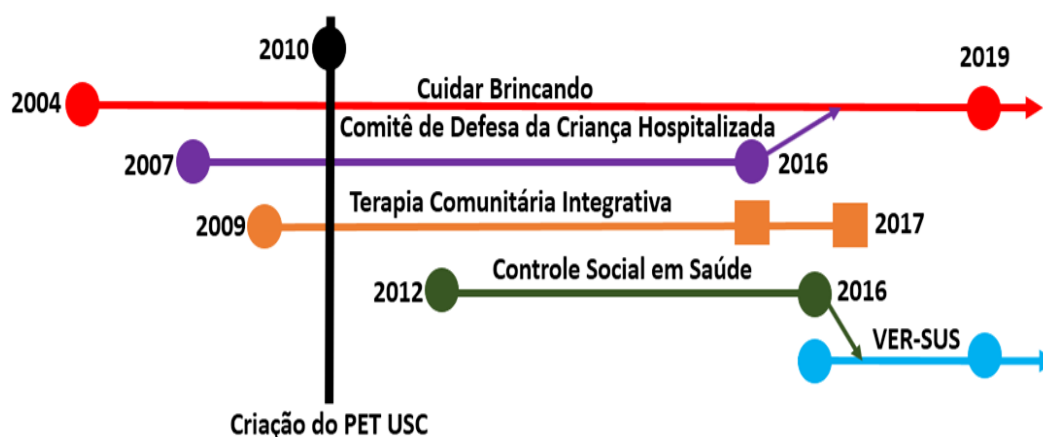 2010
2019
2004
Cuidar Brincando
Comitê de Defesa da Criança Hospitalizada
2007
2016
Terapia Comunitária Integrativa
2009
2017
Controle Social em Saúde
2012
2016
VER-SUS
Criação do PET USC